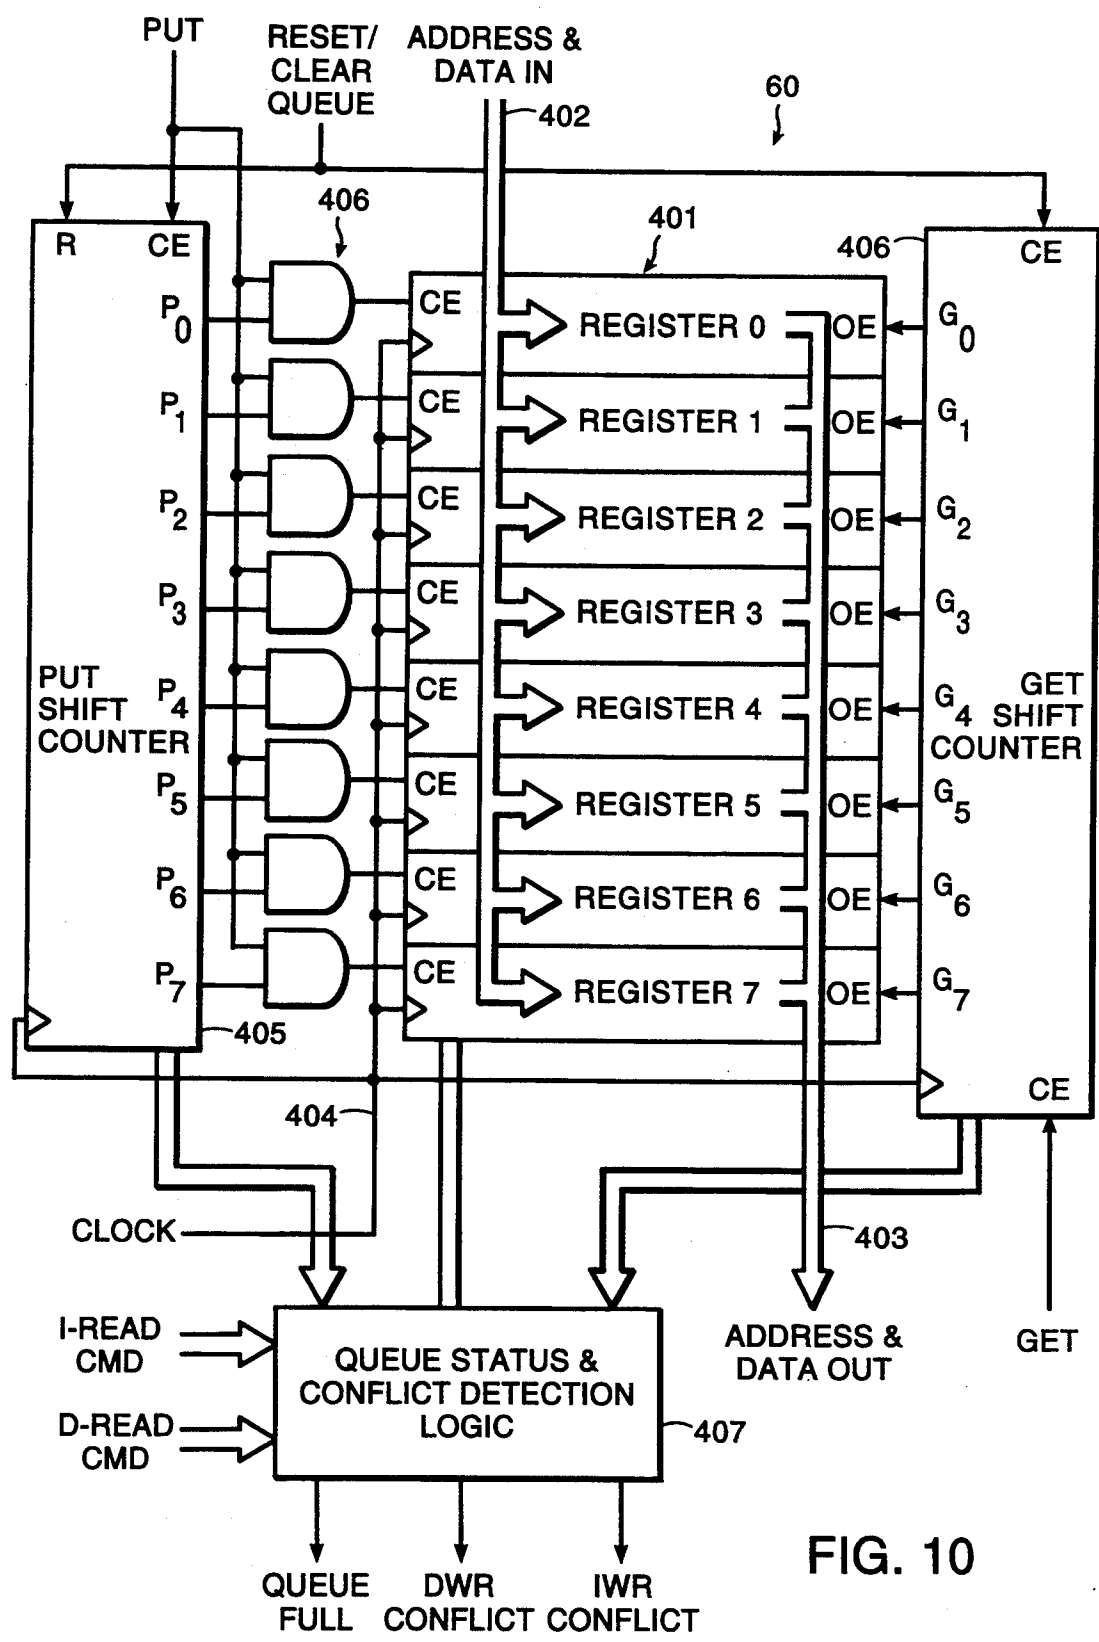 PUT
RESET/
CLEAR
QUEUE
ADDRESS &
DATA IN
402
60
R
CE
406
401
406
CE
P0
CE
REGISTER 0
OE
G0
P1
CE
REGISTER 1
OE
G1
P2
CE
REGISTER 2
OE
G2
P3
CE
REGISTER 3
OE
G3
PUT
SHIFT
COUNTER
P4
CE
REGISTER 4
OE
G4
GET
SHIFT
COUNTER
P5
CE
REGISTER 5
OE
G5
P6
CE
REGISTER 6
OE
G6
P7
CE
REGISTER 7
OE
G7
405
404
CE
CLOCK
403
I-READ
CMD
D-READ
CMD
QUEUE STATUS &
CONFLICT DETECTION
LOGIC
407
ADDRESS &
DATA OUT
GET
QUEUE
FULL
DWR
CONFLICT
IWR
CONFLICT
FIG. 10